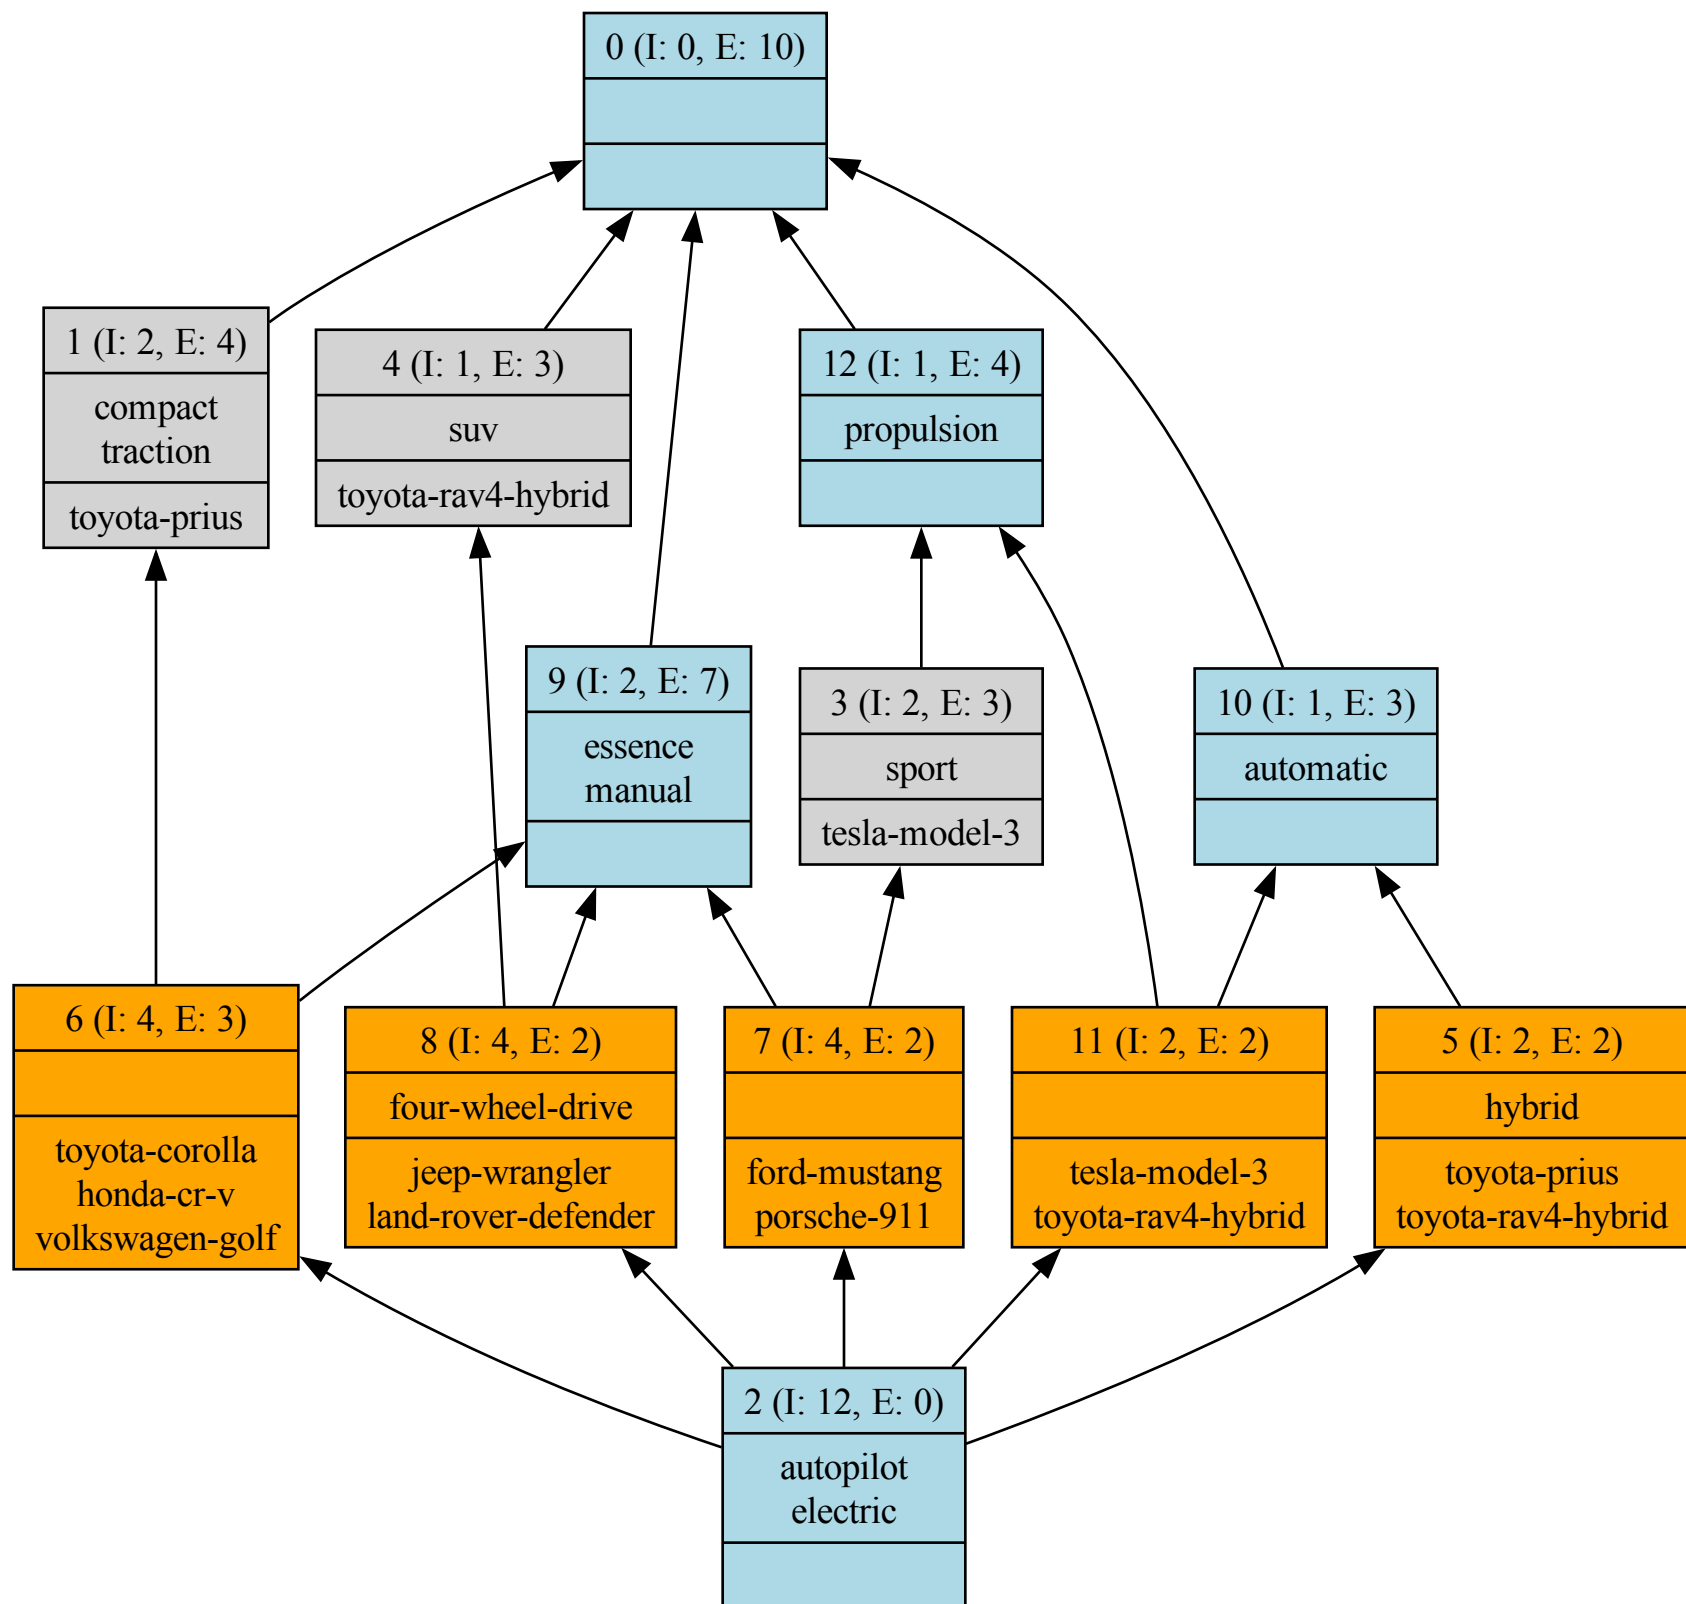 0 (I: 0, E: 10)
1 (I: 2, E: 4)
compact
traction
toyota-prius
4 (I: 1, E: 3)
suv
toyota-rav4-hybrid
12 (I: 1, E: 4)
propulsion
9 (I: 2, E: 7)
essence
manual
3 (I: 2, E: 3)
sport
tesla-model-3
10 (I: 1, E: 3)
automatic
6 (I: 4, E: 3)
toyota-corolla
honda-cr-v
volkswagen-golf
8 (I: 4, E: 2)
four-wheel-drive
jeep-wrangler
land-rover-defender
7 (I: 4, E: 2)
ford-mustang
porsche-911
11 (I: 2, E: 2)
tesla-model-3
toyota-rav4-hybrid
5 (I: 2, E: 2)
hybrid
toyota-prius
toyota-rav4-hybrid
2 (I: 12, E: 0)
autopilot
electric